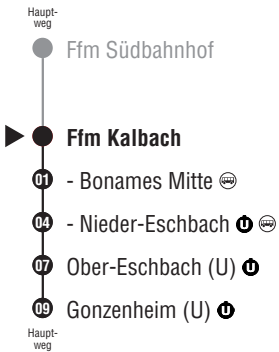 Haupt-
weg
Ffm Südbahnhof
Ffm Kalbach
01 - Bonames Mitte
04 - Nieder-Eschbach U
07 Ober-Eschbach (U) U
09 Gonzenheim (U) U
Haupt-
weg